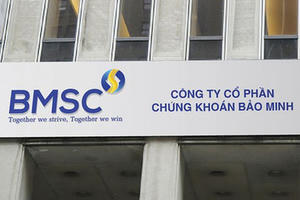 BMSC
Together we strive, Together we win
CÔNG TY CỔ PHẦN
CHỨNG KHOÁN BẢO MINH